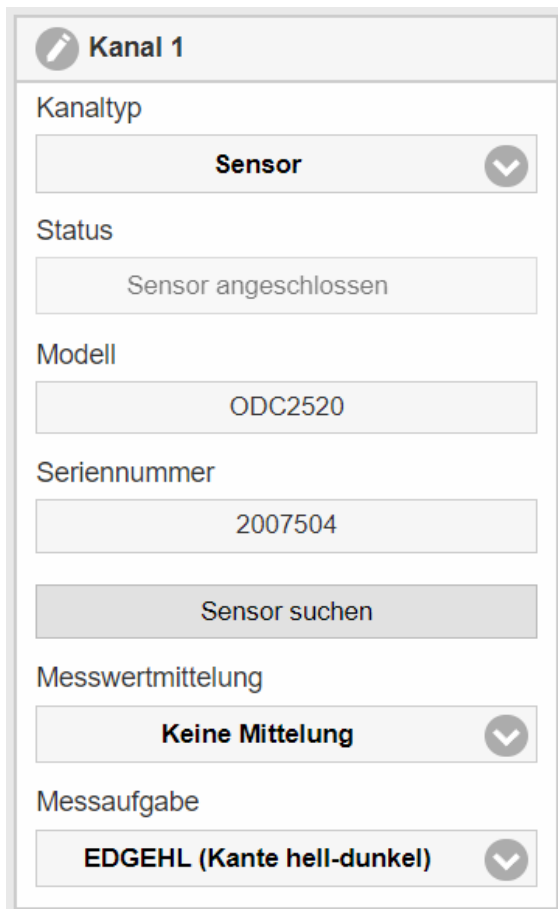 Kanal 1
Kanaltyp
Sensor
Status
Sensor angeschlossen
Modell
ODC2520
Seriennummer
2007504
Sensor suchen
Messwertmittelung
Keine Mittelung
Messaufgabe
EDGEHL (Kante hell-dunkel)